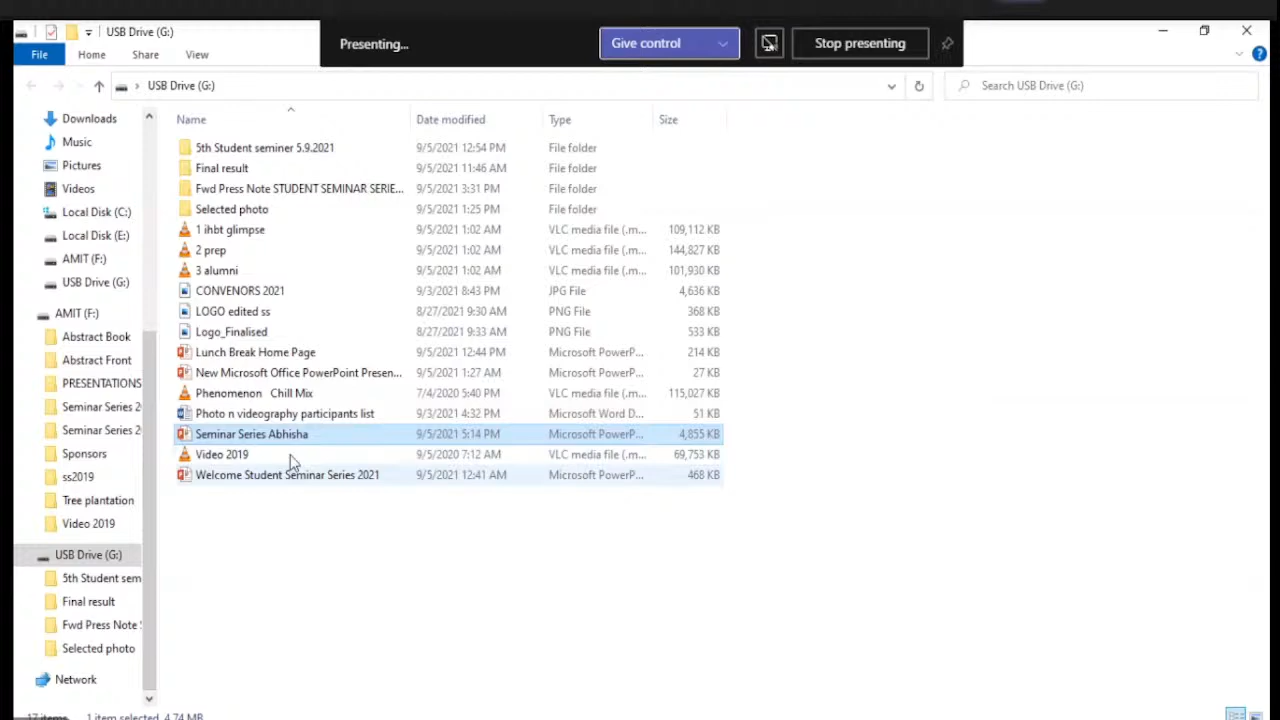 USB Drive (G:)
Presenting...
Give control
Stop presenting
File
Home
Share
View
USB Drive (G:)
Search USB Drive (G:)
Name
Date modified
Type
Size
5th Student seminer 5.9.2021 9/5/2021 12:54 PM File folder
Final result 9/5/2021 11:46 AM File folder
Fwd Press Note STUDENT SEMINAR SERIE... 9/5/2021 3:31 PM File folder
Selected photo 9/5/2021 1:25 PM File folder
1 ihbt glimpse 9/5/2021 1:02 AM VLC media file (.m... 109,112 KB
2 prep 9/5/2021 1:02 AM VLC media file (.m... 144,827 KB
3 alumni 9/5/2021 1:02 AM VLC media file (.m... 101,930 KB
CONVENORS 2021 9/3/2021 8:43 PM JPG File 4,636 KB
LOGO edited ss 8/27/2021 9:30 AM PNG File 368 KB
Logo_Finalised 8/27/2021 9:33 AM PNG File 533 KB
Lunch Break Home Page 9/5/2021 12:44 PM Microsoft PowerP... 214 KB
New Microsoft Office PowerPoint Presen... 9/5/2021 1:27 AM Microsoft PowerP... 27 KB
Phenomenon Chill Mix 7/4/2020 5:40 PM VLC media file (.m... 115,027 KB
Photo n videography participants list 9/3/2021 4:32 PM Microsoft Word D... 51 KB
Seminar Series Abhisha 9/5/2021 5:14 PM Microsoft PowerP... 4,855 KB
Video 2019 9/5/2020 7:12 AM VLC media file (.m... 69,753 KB
Welcome Student Seminar Series 2021 9/5/2021 12:41 AM Microsoft PowerP... 468 KB
Downloads
Music
Pictures
Videos
Local Disk (C:)
Local Disk (E:)
AMIT (F:)
USB Drive (G:)
AMIT (F:)
Abstract Book
Abstract Front
PRESENTATIONS
Seminar Series 2
Seminar Series 2
Sponsors
ss2019
Tree plantation
Video 2019
USB Drive (G:)
5th Student sem
Final result
Fwd Press Note
Selected photo
Network
17 items 1 item selected 4.74 MB